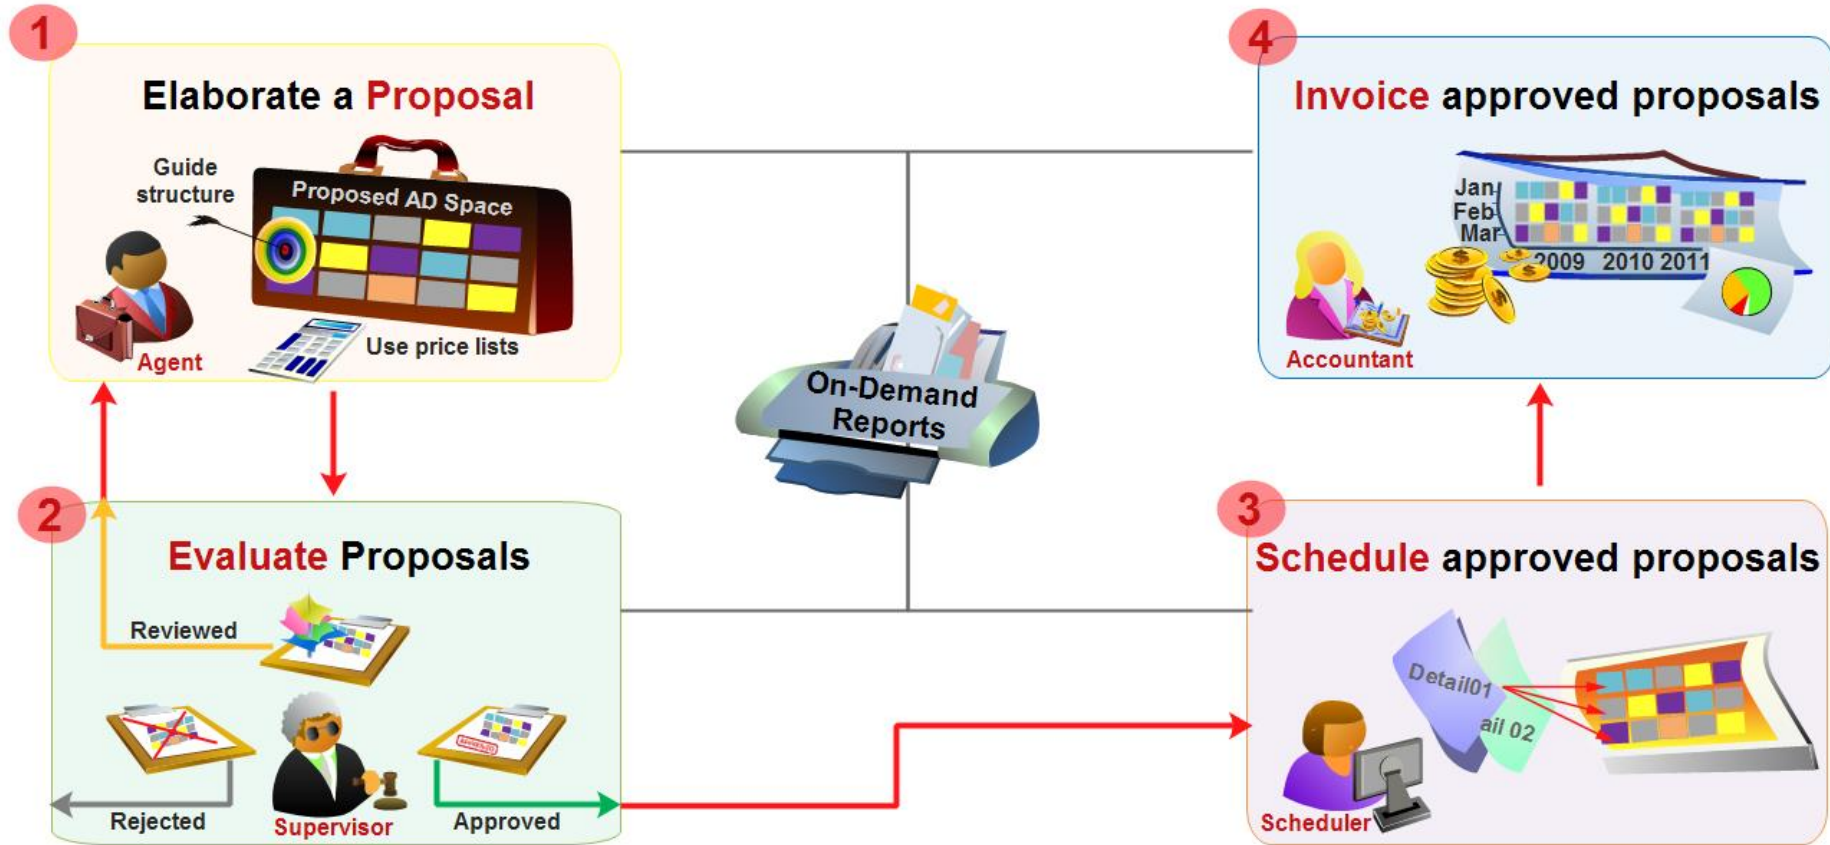 1
Elaborate a Proposal
Guide
structure
Proposed AD Space
Agent
Use price lists
2
Evaluate Proposals
Reviewed
Rejected
Supervisor
Approved
On-Demand
Reports
4
Invoice approved proposals
Jan
Feb
Mar
2009 2010 2011
Accountant
3
Schedule approved proposals
Detail01
ail 02
Scheduler